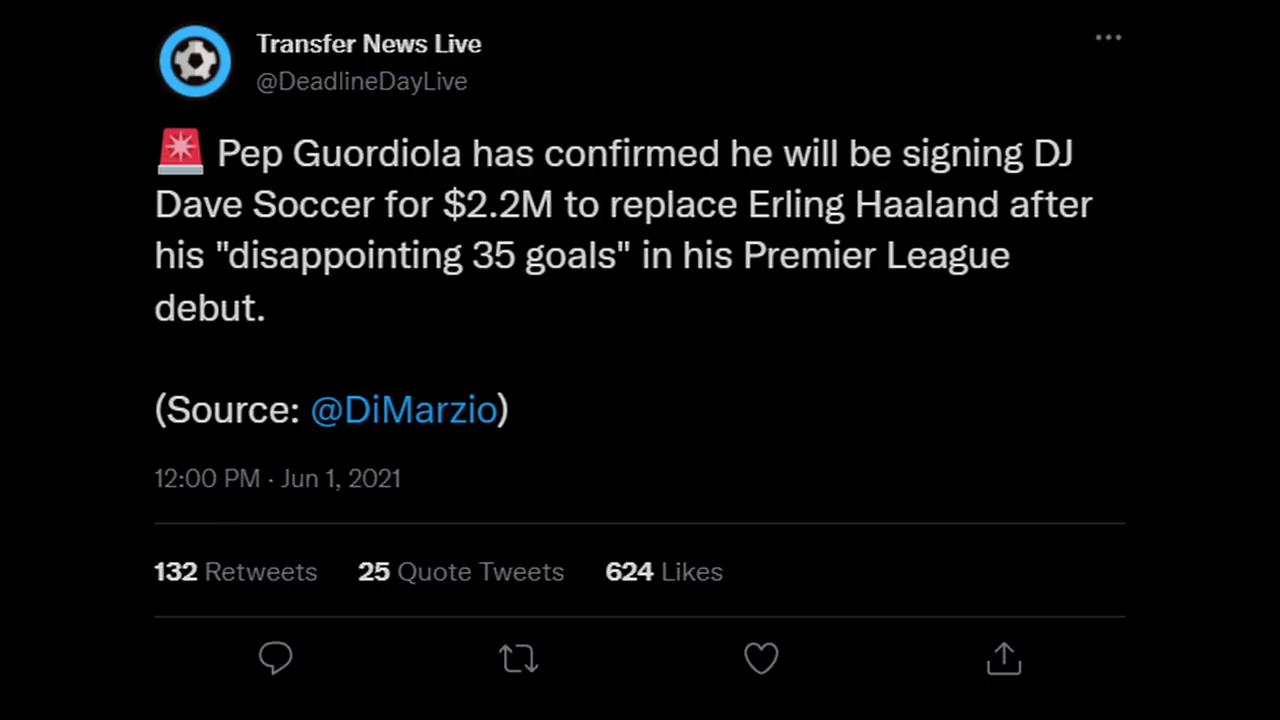 Transfer News Live
@DeadlineDayLive
🚨 Pep Guordiola has confirmed he will be signing DJ
Dave Soccer for $2.2M to replace Erling Haaland after
his "disappointing 35 goals" in his Premier League
debut.
(Source: @DiMarzio)
12:00 PM · Jun 1, 2021
132 Retweets 25 Quote Tweets 624 Likes